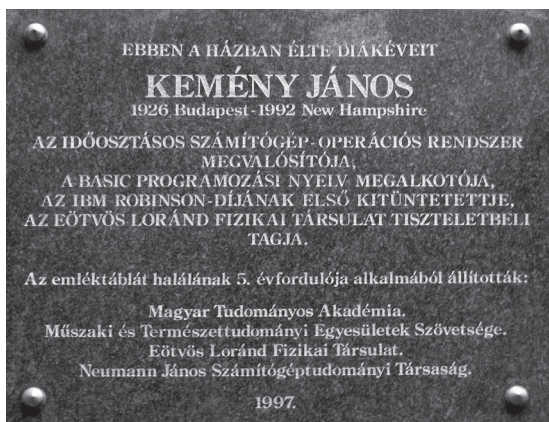 EBBEN A HÁZBAN ÉLTE DIÁKÉVEIT
KEMÉNY JÁNOS
1926 Budapest-1992 New Hampshire
AZ IDŐOSZTÁSOS SZÁMÍTÓGÉP-OPERÁCIÓS RENDSZER
MEGVALÓSÍTÓJA,
A BASIC PROGRAMOZÁSI NYELV MEGALKOTÓJA,
AZ IBM ROBINSON-DÍJÁNAK ELSŐ KITÜNTETETTJE,
AZ EÖTVÖS LORÁND FIZIKAI TÁRSULAT TISZTELETBELI
TAGJA.
Az emléktáblát halálának 5. évfordulója alkalmából állították:
Magyar Tudományos Akadémia.
Műszaki és Természettudományi Egyesületek Szövetsége.
Eötvös Loránd Fizikai Társulat.
Neumann János Számítógéptudományi Társaság.
1997.